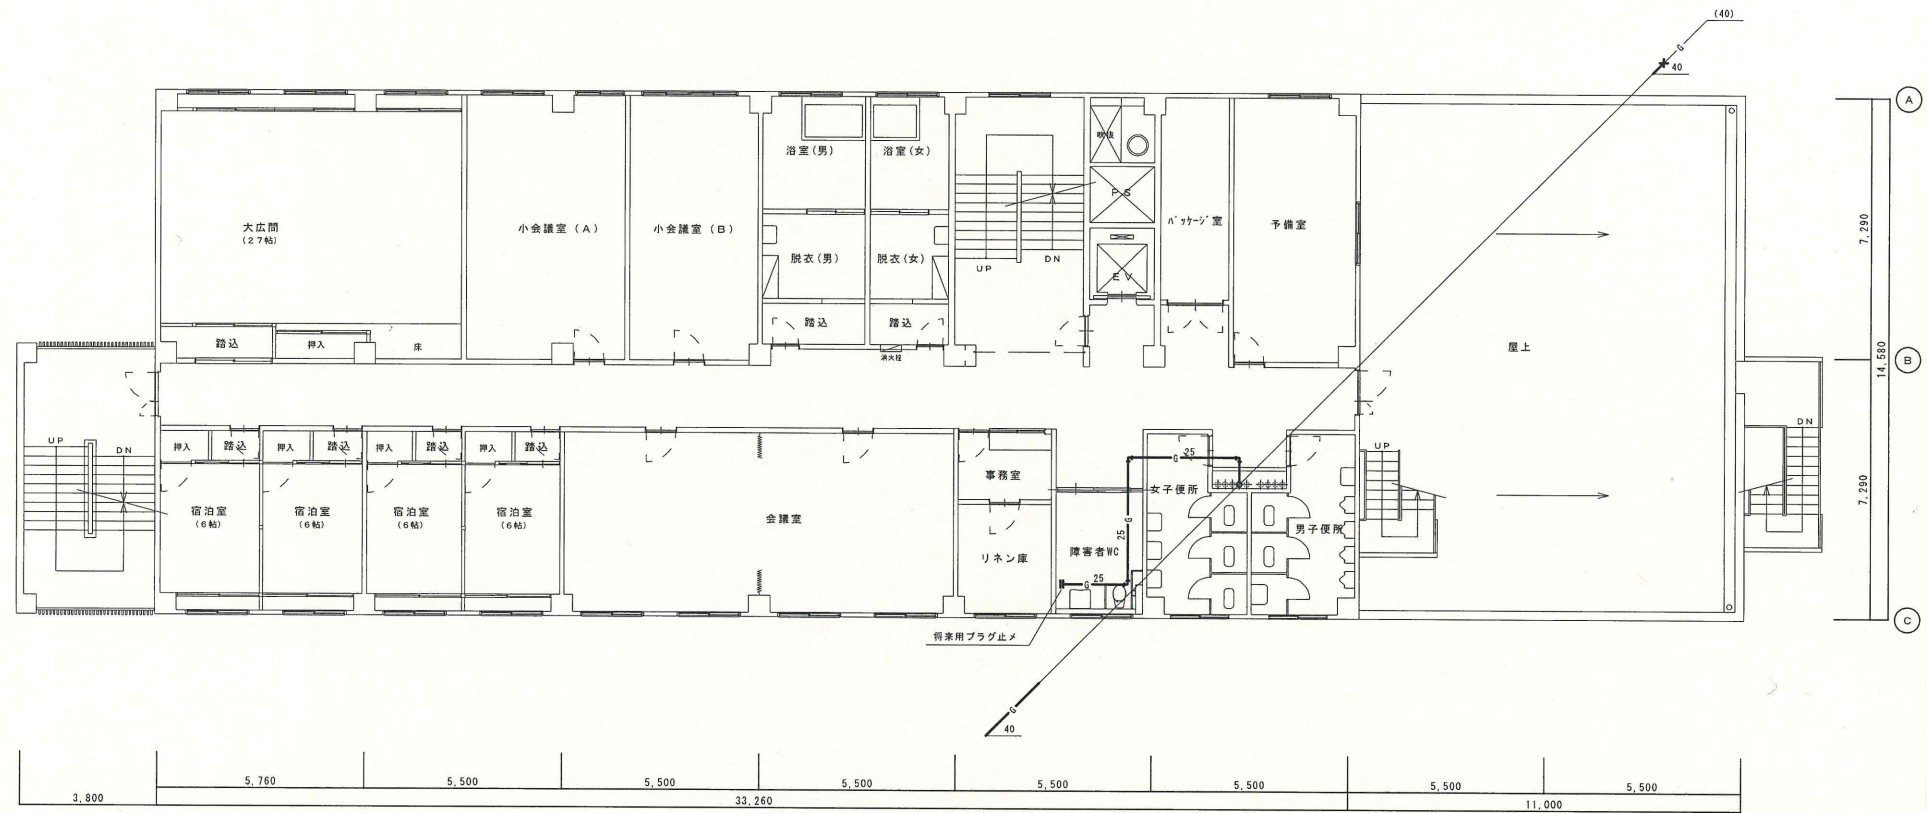 (40)
G
40
A
吹抜
浴室(男)
浴室(女)
PS
大広間
(27帖)
小会議室(A)
小会議室(B)
パッケージ室
予備室
7,290
脱衣(男)
脱衣(女)
UP
DN
EV
踏込
押入
床
踏込
踏込
消火栓
屋上
B
14,580
UP
DN
押入
踏込
押入
踏込
押入
踏込
押入
踏込
事務室
G
25
女子便所
UP
DN
宿泊室
(6帖)
宿泊室
(6帖)
宿泊室
(6帖)
宿泊室
(6帖)
会議室
G
25
男子便所
7,290
リネン庫
障害者WC
G
25
将来用プラグ止メ
C
G
40
5,760
5,500
5,500
5,500
5,500
5,500
5,500
5,500
3,800
33,260
11,000